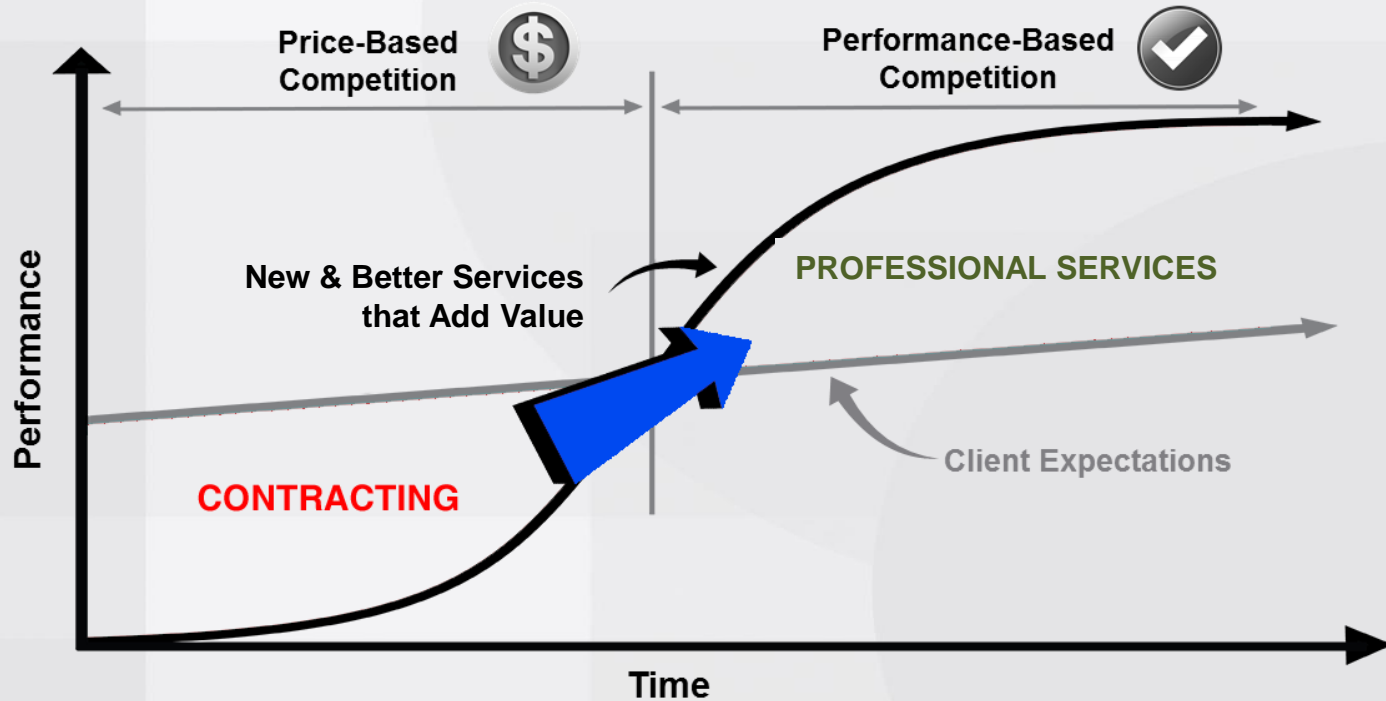 Price-Based
Competition
$
Performance-Based
Competition
New & Better Services
that Add Value
PROFESSIONAL SERVICES
Performance
CONTRACTING
Client Expectations
Time